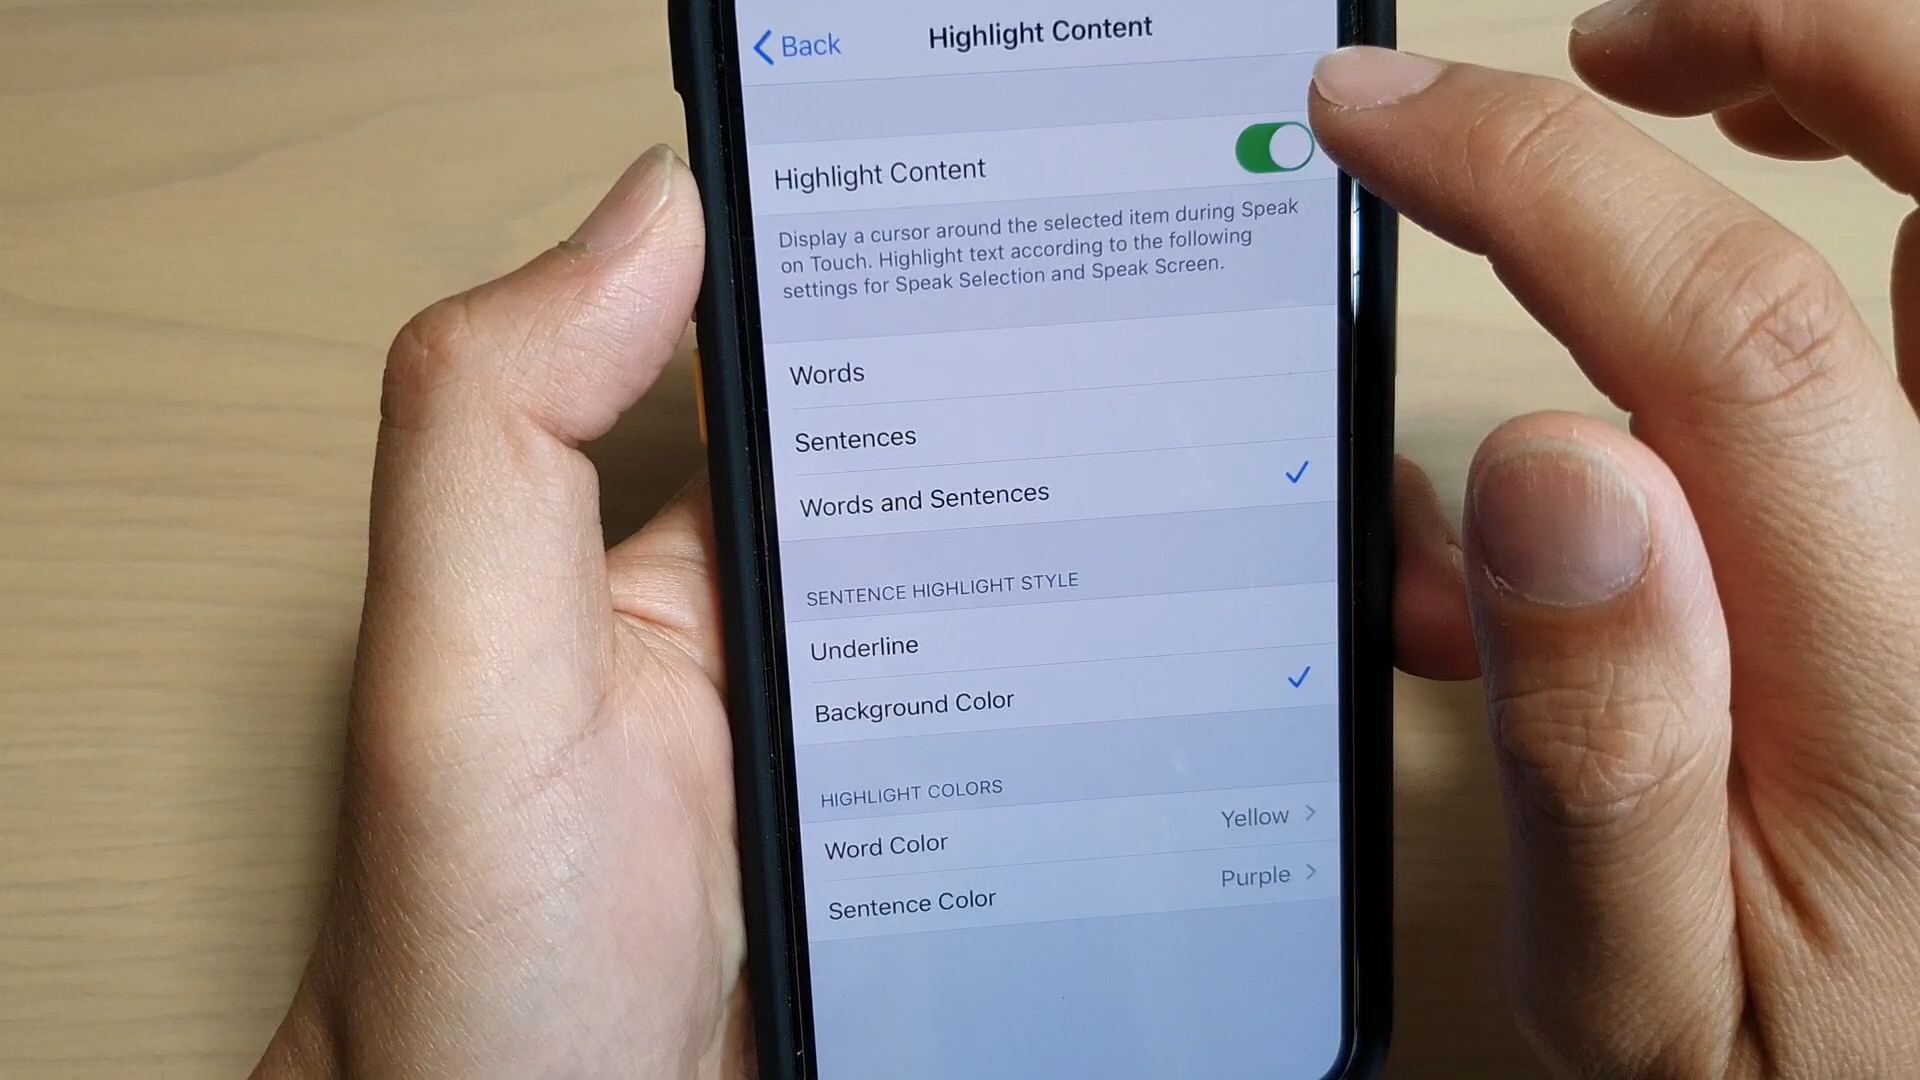 Back
Highlight Content
Highlight Content
Display a cursor around the selected item during Speak
on Touch. Highlight text according to the following
settings for Speak Selection and Speak Screen.
Words
Sentences
Words and Sentences
SENTENCE HIGHLIGHT STYLE
Underline
Background Color
HIGHLIGHT COLORS
Word Color Yellow
Sentence Color Purple